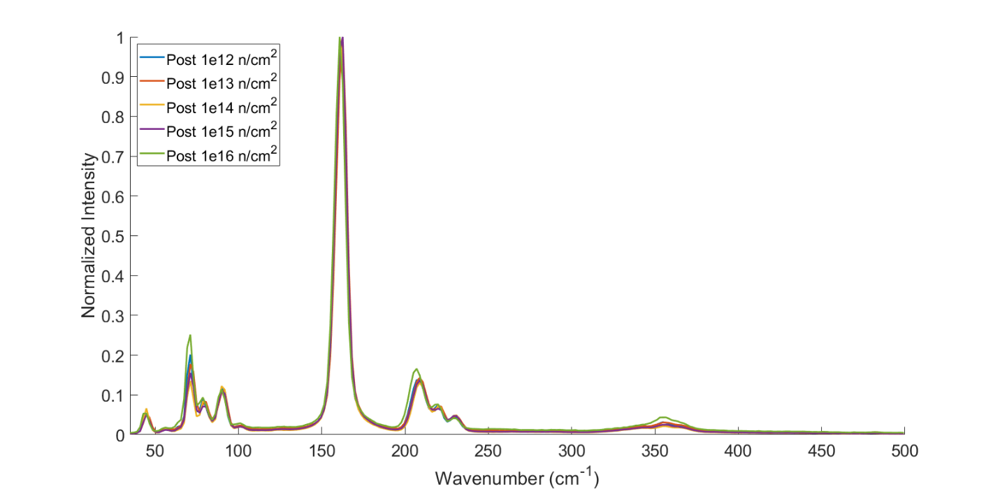 1
0.9
0.8
0.7
0.6
0.5
0.4
0.3
0.2
0.1
0
Normalized Intensity
Post 1e12 n/cm²
Post 1e13 n/cm²
Post 1e14 n/cm²
Post 1e15 n/cm²
Post 1e16 n/cm²
50 100 150 200 250 300 350 400 450 500
Wavenumber (cm⁻¹)